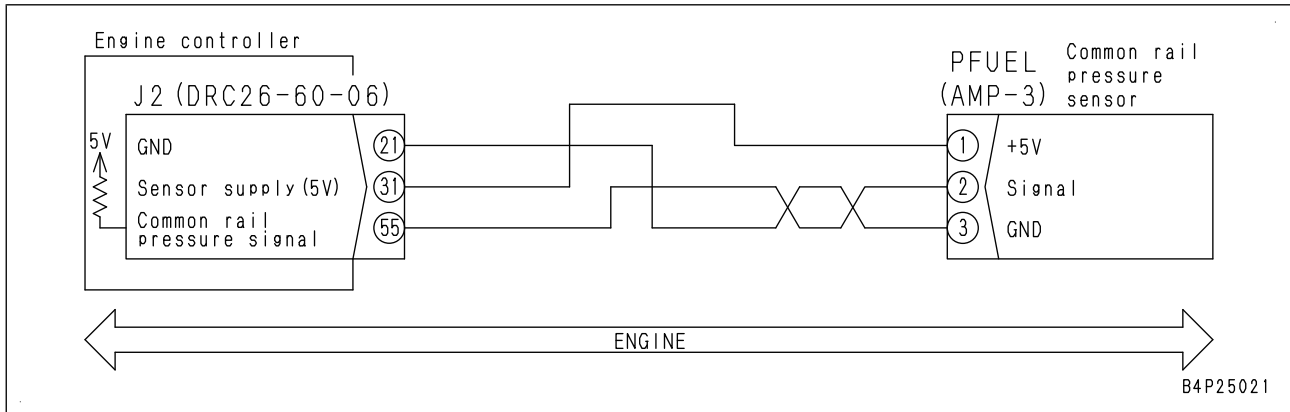 Engine controller
J2 (DRC26-60-06)
5V
GND
21
Sensor supply (5V)
31
Common rail
pressure signal
55
PFUEL
(AMP-3)
Common rail
pressure
sensor
1
+5V
2
Signal
3
GND
ENGINE
B4P25021